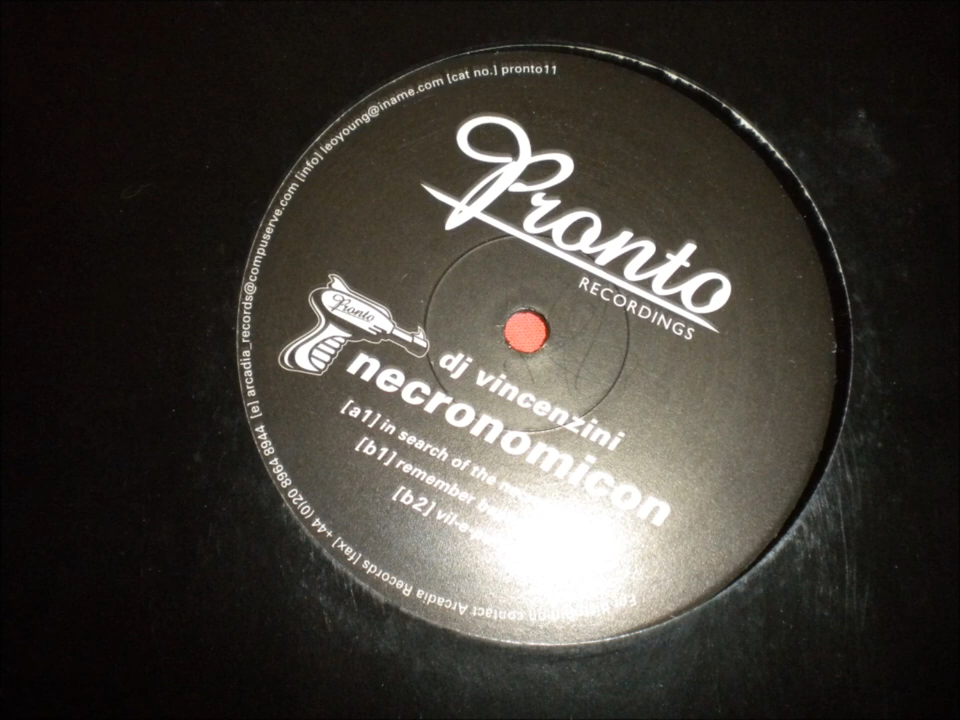 Pronto
RECORDINGS
Pronto
dj vincenzini
necronomicon
[a1] in search of the
[b1] remember
[b2]
contact Arcadia Records [fax] +44 (0)20 8964 8944 [e] arcadia_records@compuserve.com [info] leoyoung@iname.com [cat no.] pronto11